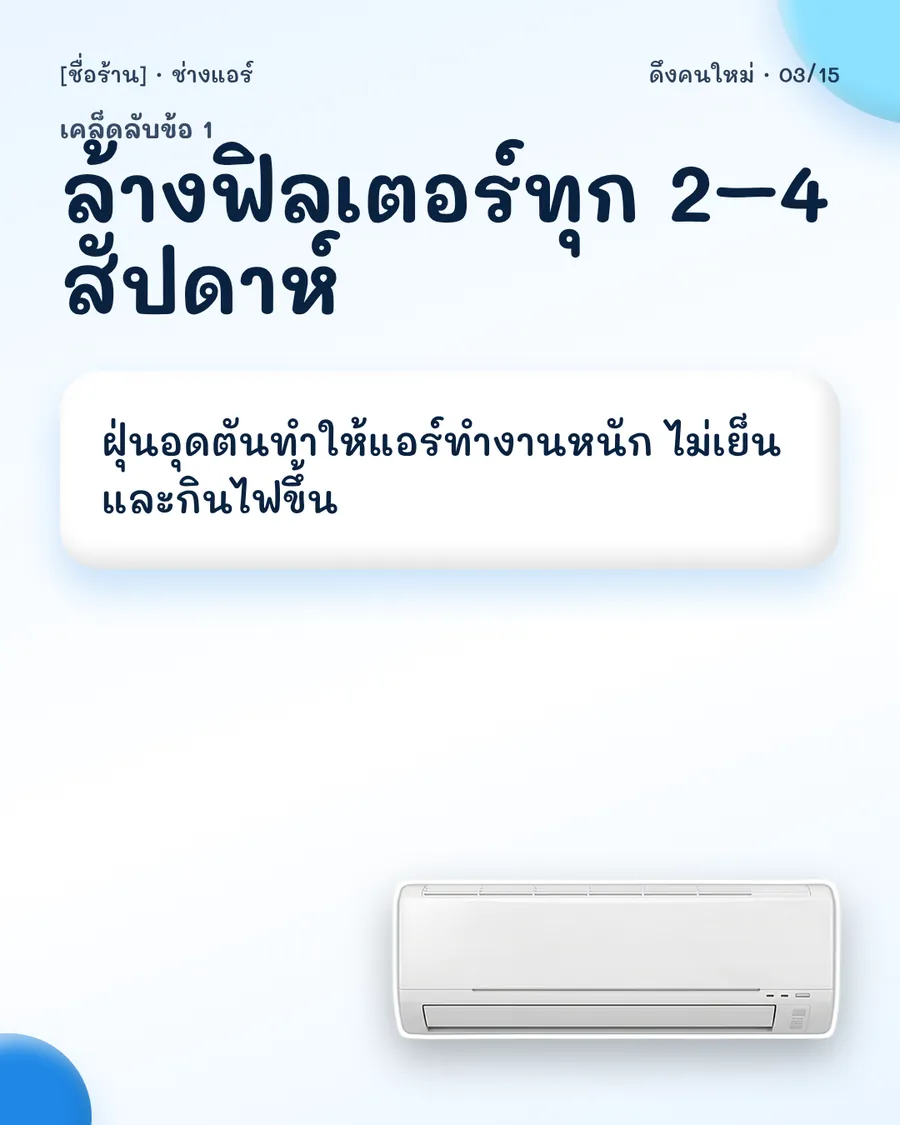 [ชื่อร้าน] · ช่างแอร์
ดึงคนใหม่ · 03/15
เคล็ดลับข้อ 1
ล้างฟิลเตอร์ทุก 2—4
สัปดาห์
ฝุ่นอุดตันทำให้แอร์ทำงานหนัก ไม่เย็น
และกินไฟขึ้น